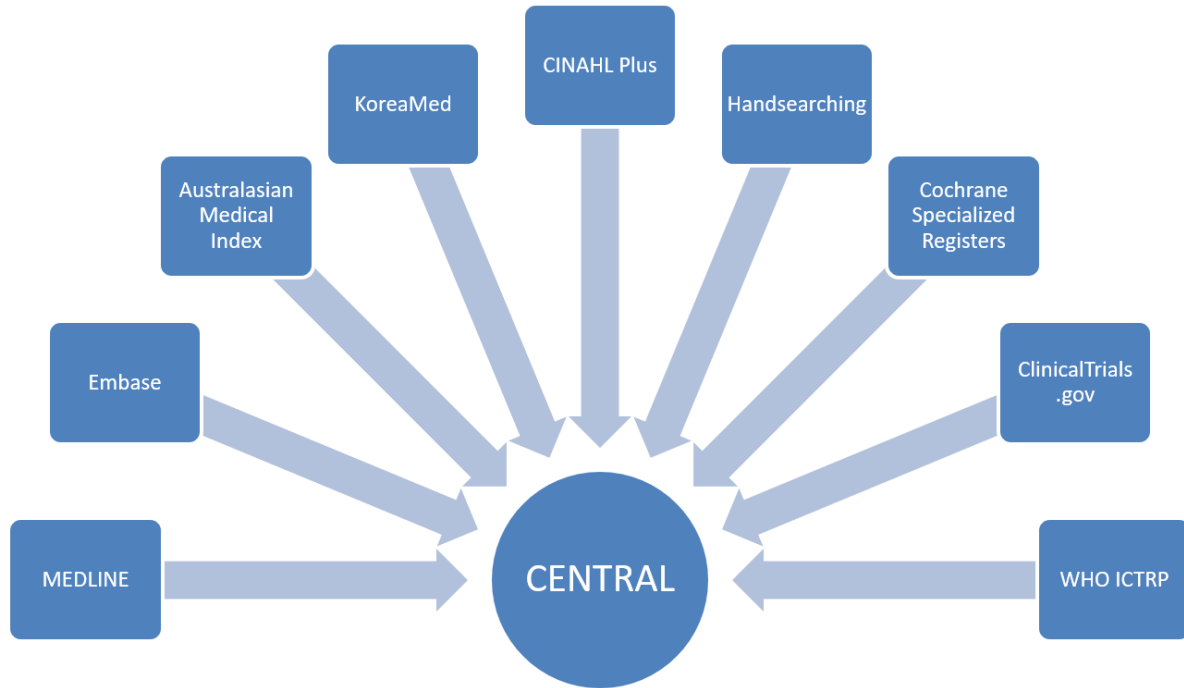 CINAHL Plus
KoreaMed
Handsearching
Australasian
Medical
Index
Cochrane
Specialized
Registers
Embase
ClinicalTrials
.gov
MEDLINE
CENTRAL
WHO ICTRP